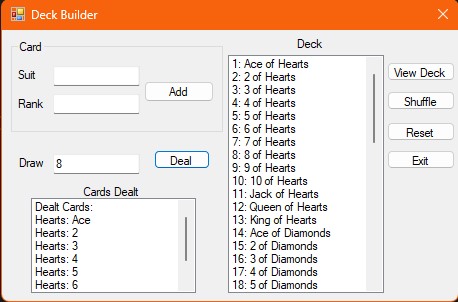 Deck Builder
Card
Suit
Rank
Add
Draw
8
Deal
Cards Dealt
Dealt Cards:
Hearts: Ace
Hearts: 2
Hearts: 3
Hearts: 4
Hearts: 5
Hearts: 6
Deck
1: Ace of Hearts
2: 2 of Hearts
3: 3 of Hearts
4: 4 of Hearts
5: 5 of Hearts
6: 6 of Hearts
7: 7 of Hearts
8: 8 of Hearts
9: 9 of Hearts
10: 10 of Hearts
11: Jack of Hearts
12: Queen of Hearts
13: King of Hearts
14: Ace of Diamonds
15: 2 of Diamonds
16: 3 of Diamonds
17: 4 of Diamonds
18: 5 of Diamonds
View Deck
Shuffle
Reset
Exit